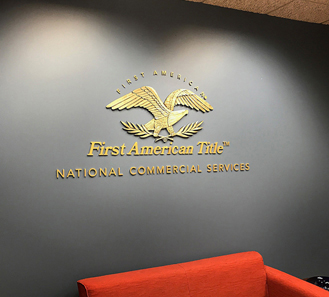 FIRST AMERICAN
First American Title™
NATIONAL COMMERCIAL SERVICES